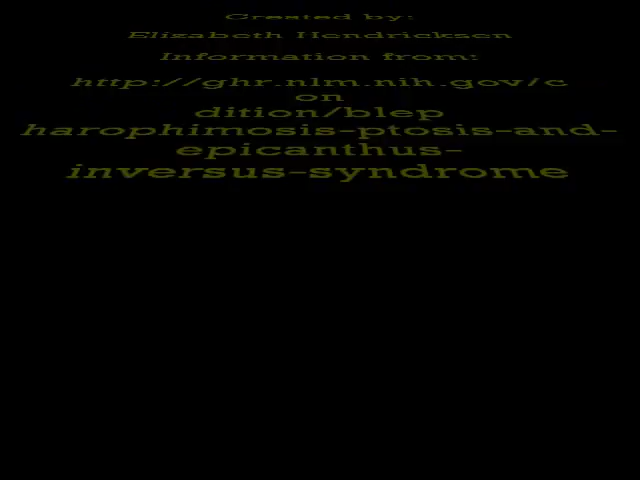 Created by:
Elizabeth Hendricksen
Information from:
http://ghr.nlm.nih.gov/c
on
dition/blep
harophimosis-ptosis-and-
epicanthus-
inversus-syndrome